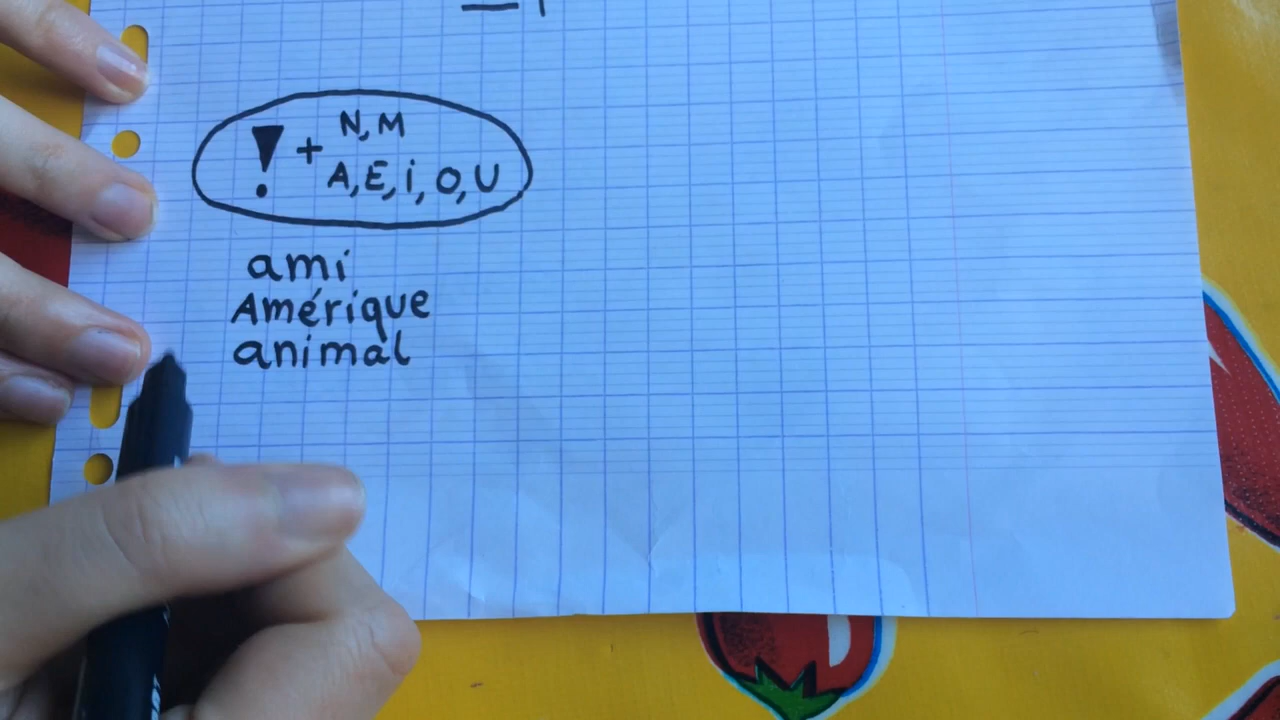 ! + N, M
A, E, i, O, U
ami
Amérique
animal